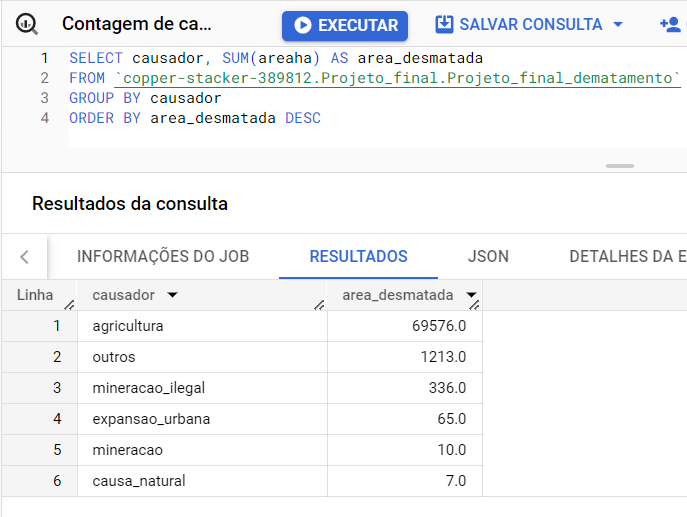 Contagem de ca... EXECUTAR SALVAR CONSULTA
1 SELECT causador, SUM(areaha) AS area_desmatada
2 FROM `copper-stacker-389812.Projeto_final.Projeto_final_dematamento`
3 GROUP BY causador
4 ORDER BY area_desmatada DESC
Resultados da consulta
INFORMAÇÕES DO JOB RESULTADOS JSON DETALHES DA E
Linha causador area_desmatada
1 agricultura 69576.0
2 outros 1213.0
3 mineracao_ilegal 336.0
4 expansao_urbana 65.0
5 mineracao 10.0
6 causa_natural 7.0